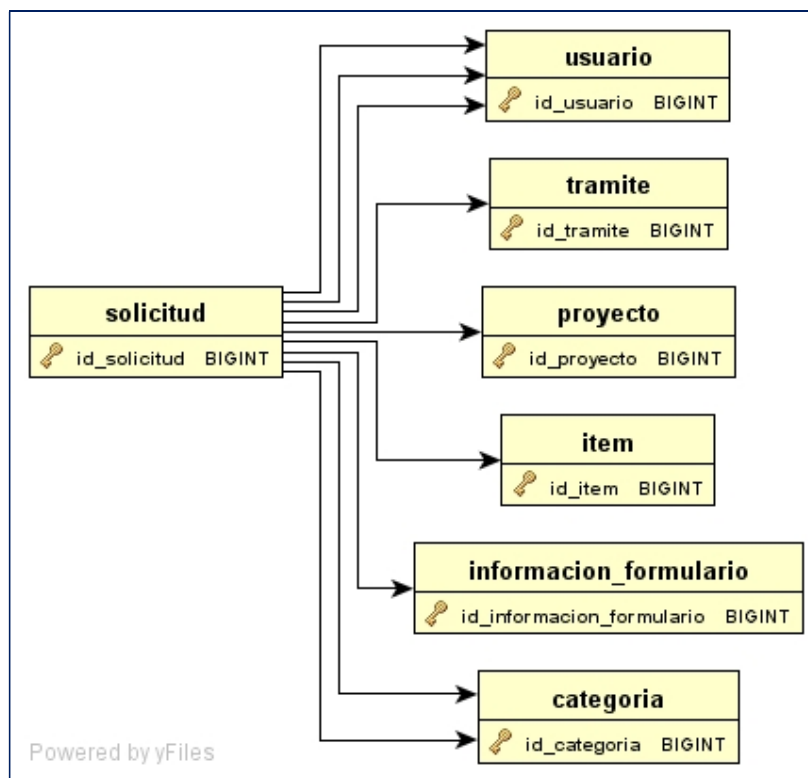 usuario
id_usuario BIGINT
tramite
id_tramite BIGINT
solicitud
id_solicitud BIGINT
proyecto
id_proyecto BIGINT
item
id_item BIGINT
informacion_formulario
id_informacion_formulario BIGINT
categoria
id_categoria BIGINT
Powered by yFiles